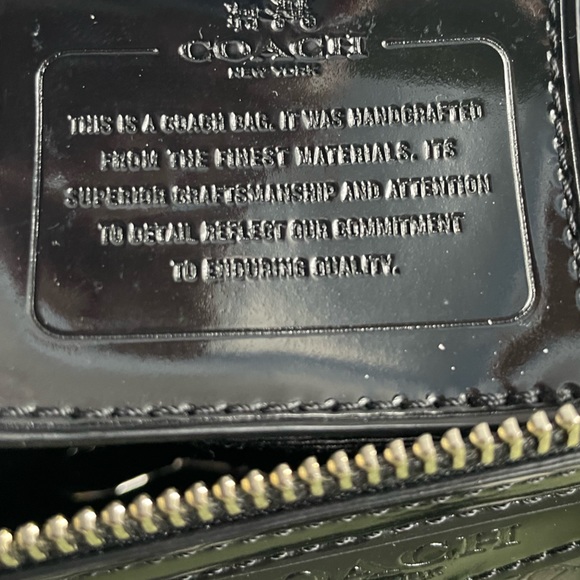 COACH
NEW YORK
THIS IS A COACH BAG. IT WAS HANDCRAFTED
FROM THE FINEST MATERIALS. ITS
SUPERIOR CRAFTSMANSHIP AND ATTENTION
TO DETAIL REFLECT OUR COMMITMENT
TO ENDURING QUALITY.
COACH